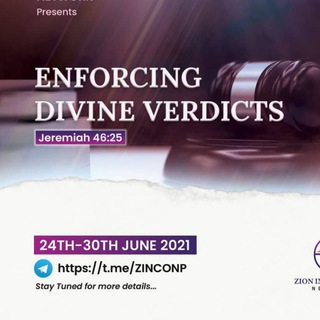 Presents
ENFORCING
DIVINE VERDICTS
Jeremiah 46:25
24TH-30TH JUNE 2021
https://t.me/ZINCONP
Stay Tuned for more details...
ZION